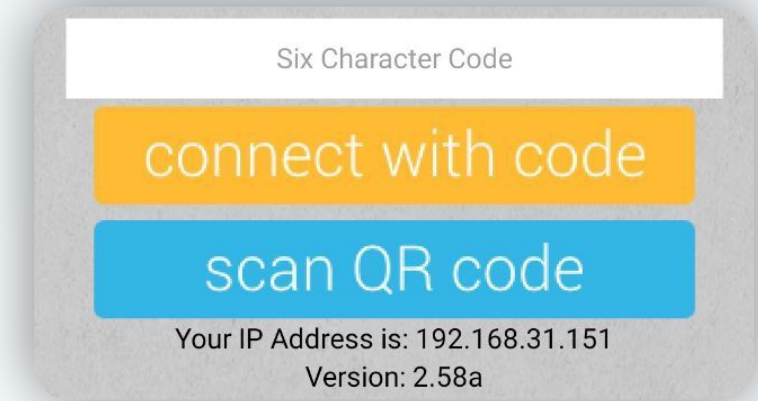 Six Character Code
connect with code
scan QR code
Your IP Address is: 192.168.31.151
Version: 2.58a